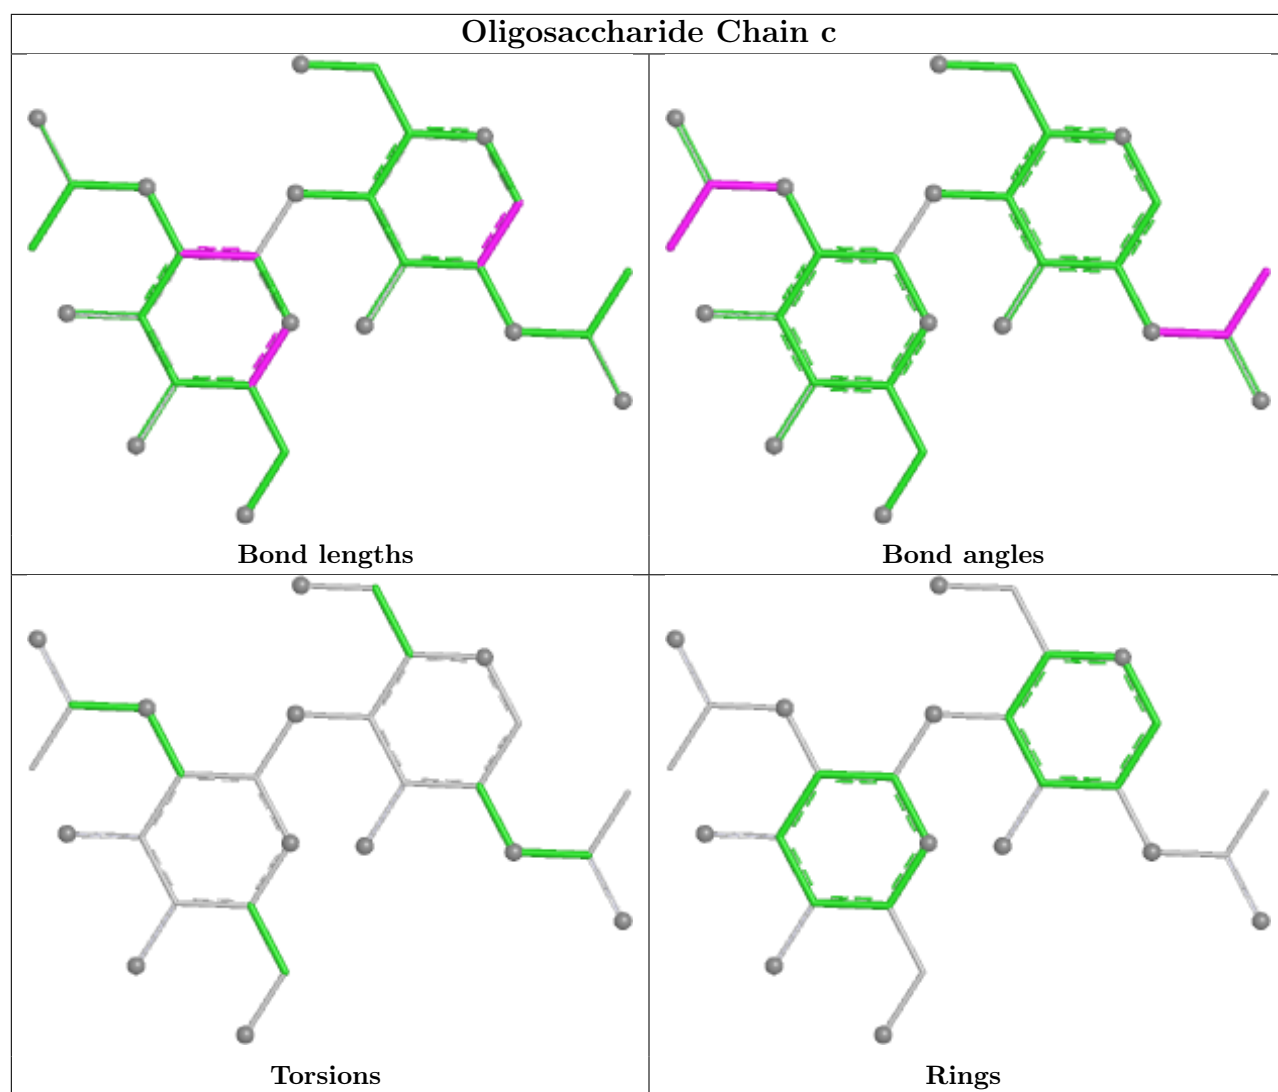 Oligosaccharide Chain c
Bond lengths
Bond angles
Torsions
Rings